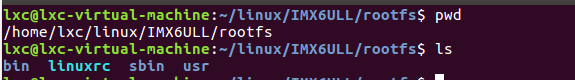 lxc@lxc-virtual-machine:~/linux/IMX6ULL/rootfs$ pwd
/home/lxc/linux/IMX6ULL/rootfs
lxc@lxc-virtual-machine:~/linux/IMX6ULL/rootfs$ ls
bin linuxrc sbin usr